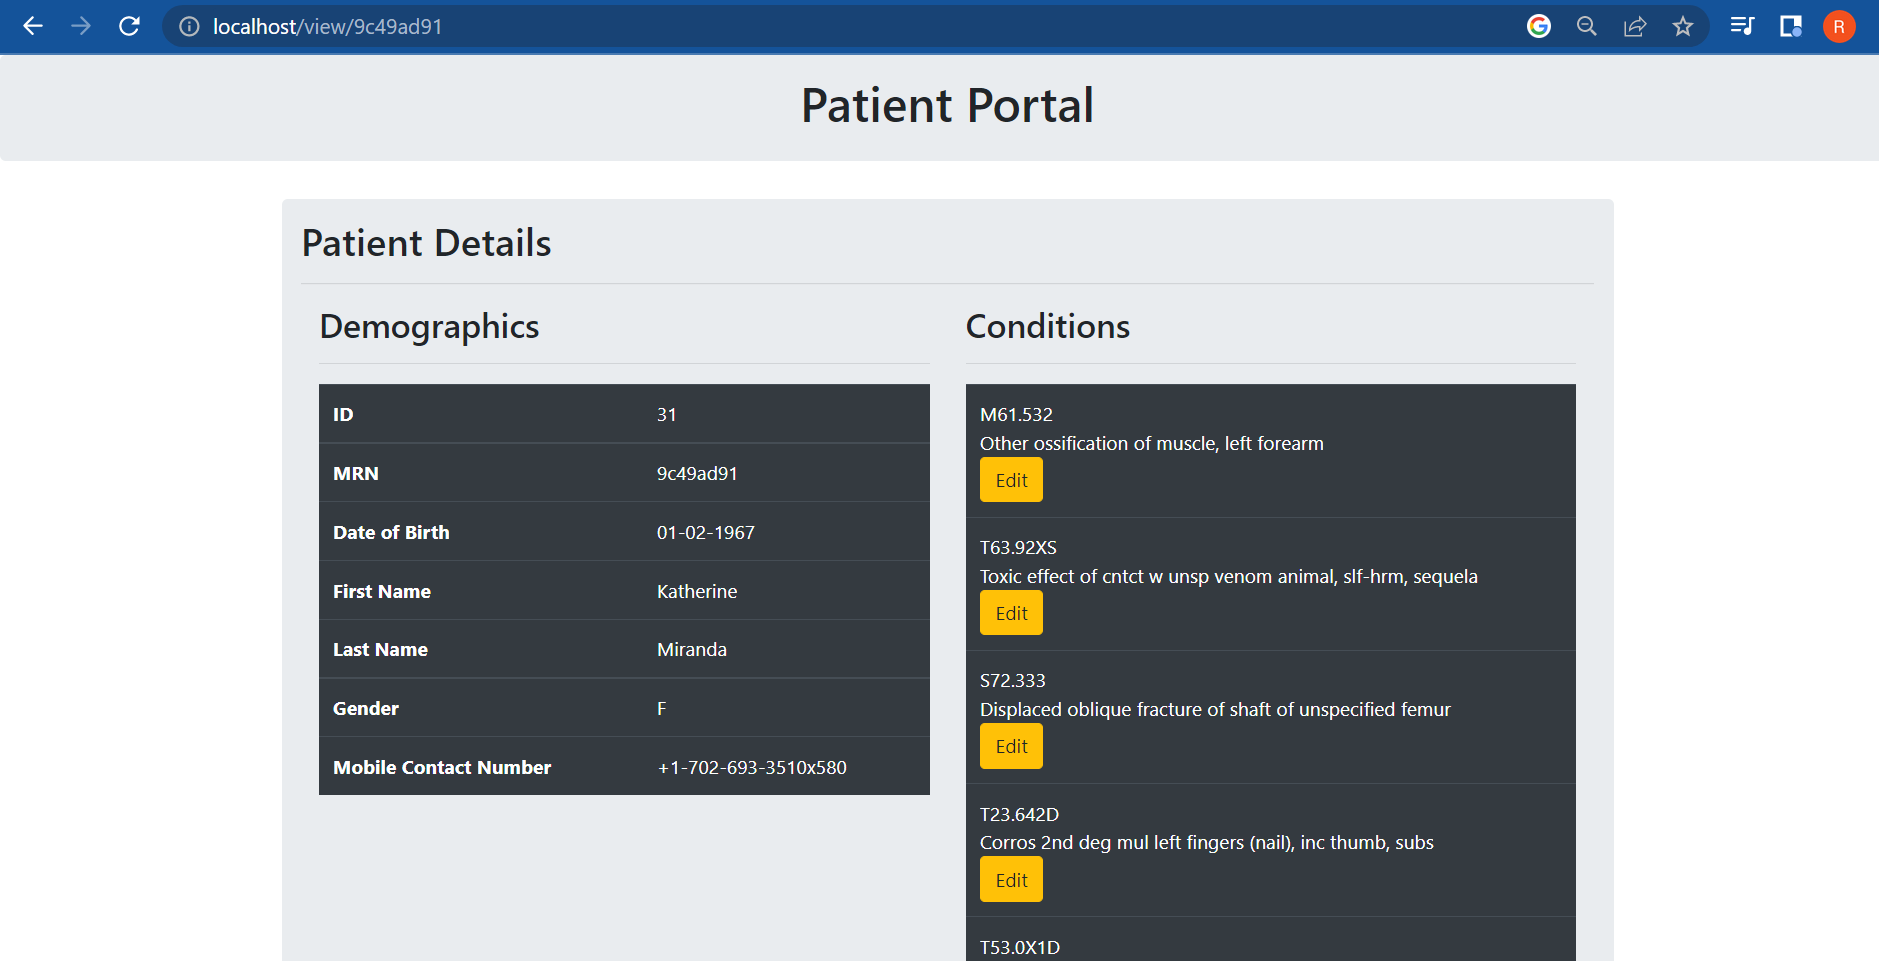 localhost/view/9c49ad91
R
Patient Portal
Patient Details
Demographics
ID 31
MRN 9c49ad91
Date of Birth 01-02-1967
First Name Katherine
Last Name Miranda
Gender F
Mobile Contact Number +1-702-693-3510x580
Conditions
M61.532
Other ossification of muscle, left forearm
Edit
T63.92XS
Toxic effect of cntct w unsp venom animal, slf-hrm, sequela
Edit
S72.333
Displaced oblique fracture of shaft of unspecified femur
Edit
T23.642D
Corros 2nd deg mul left fingers (nail), inc thumb, subs
Edit
T53.0X1D